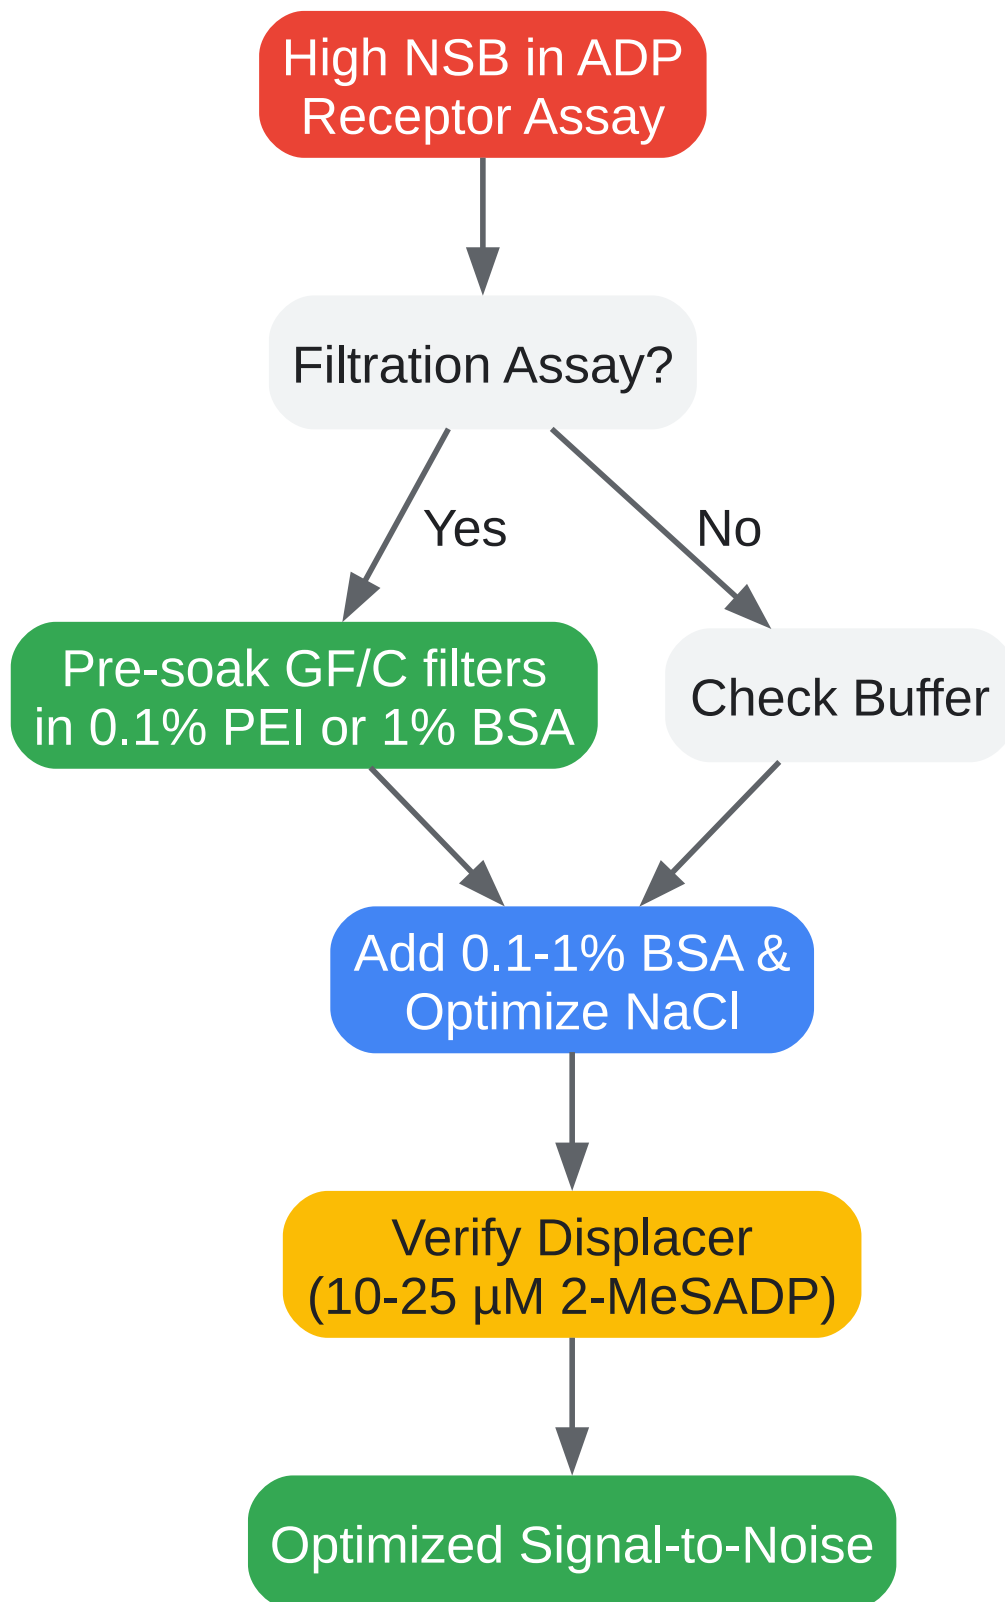 High NSB in ADP
Receptor Assay
Filtration Assay?
Yes
No
Pre-soak GF/C filters
in 0.1% PEI or 1% BSA
Check Buffer
Add 0.1-1% BSA &
Optimize NaCl
Verify Displacer
(10-25 µM 2-MeSADP)
Optimized Signal-to-Noise